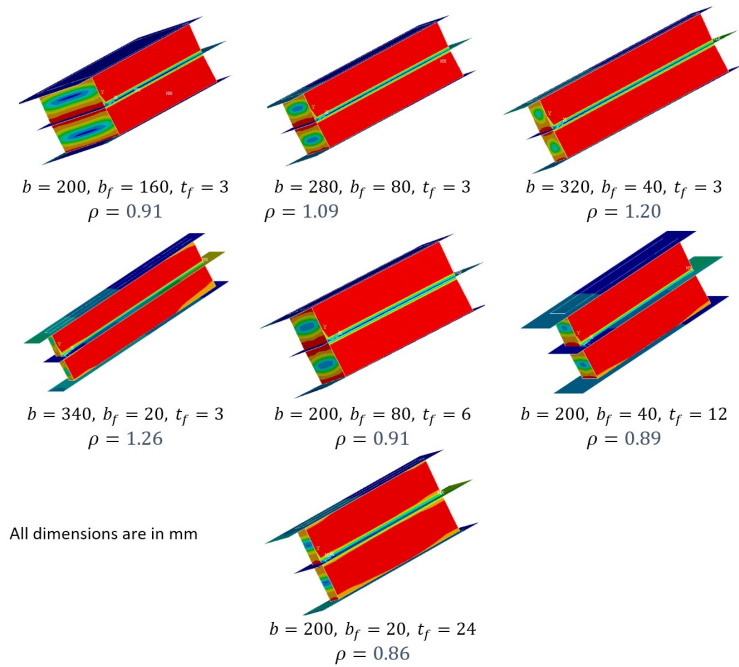 b = 200, b_f = 160, t_f = 3
ρ = 0.91
b = 280, b_f = 80, t_f = 3
ρ = 1.09
b = 320, b_f = 40, t_f = 3
ρ = 1.20
b = 340, b_f = 20, t_f = 3
ρ = 1.26
b = 200, b_f = 80, t_f = 6
ρ = 0.91
b = 200, b_f = 40, t_f = 12
ρ = 0.89
All dimensions are in mm
b = 200, b_f = 20, t_f = 24
ρ = 0.86